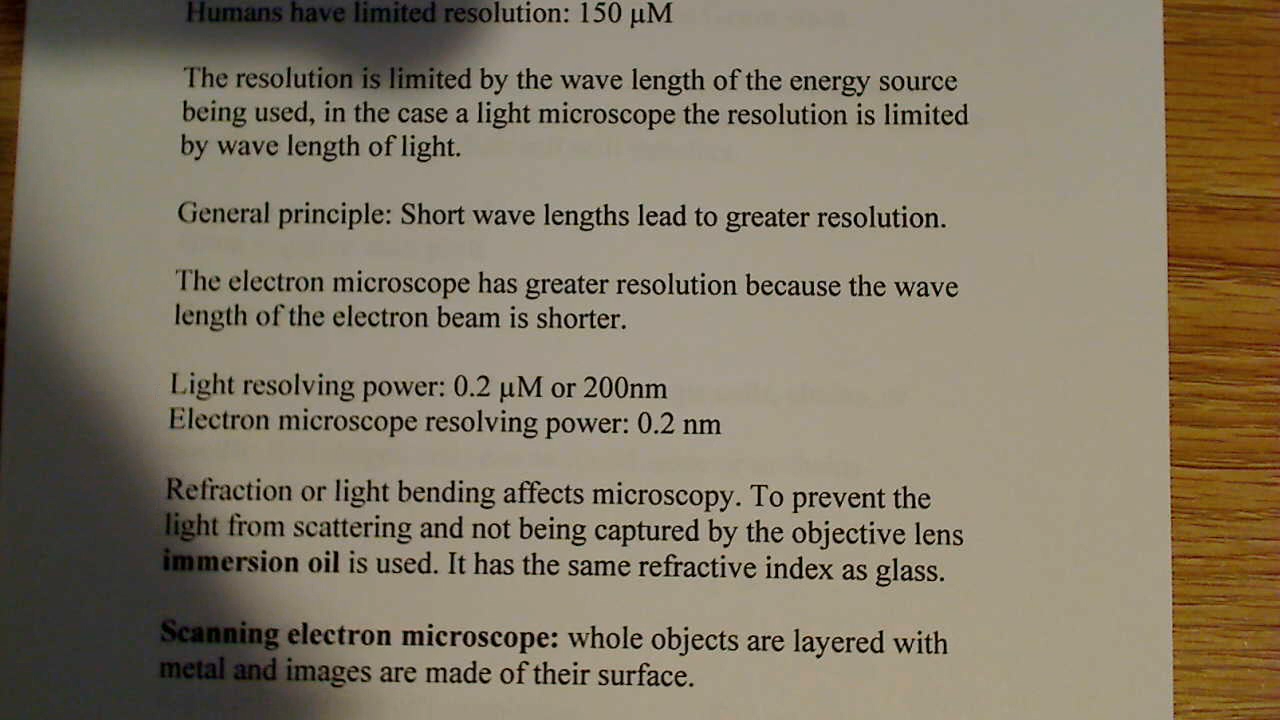 Humans have limited resolution: 150 µM
The resolution is limited by the wave length of the energy source
being used, in the case a light microscope the resolution is limited
by wave length of light.
General principle: Short wave lengths lead to greater resolution.
The electron microscope has greater resolution because the wave
length of the electron beam is shorter.
Light resolving power: 0.2 µM or 200nm
Electron microscope resolving power: 0.2 nm
Refraction or light bending affects microscopy. To prevent the
light from scattering and not being captured by the objective lens
immersion oil is used. It has the same refractive index as glass.
Scanning electron microscope: whole objects are layered with
metal and images are made of their surface.